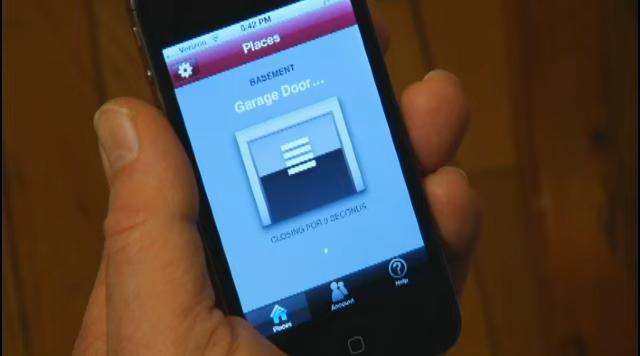 Verizon 6:42 PM
Places
BASEMENT
Garage Door...
CLOSING FOR 9 SECONDS
Places Account Help